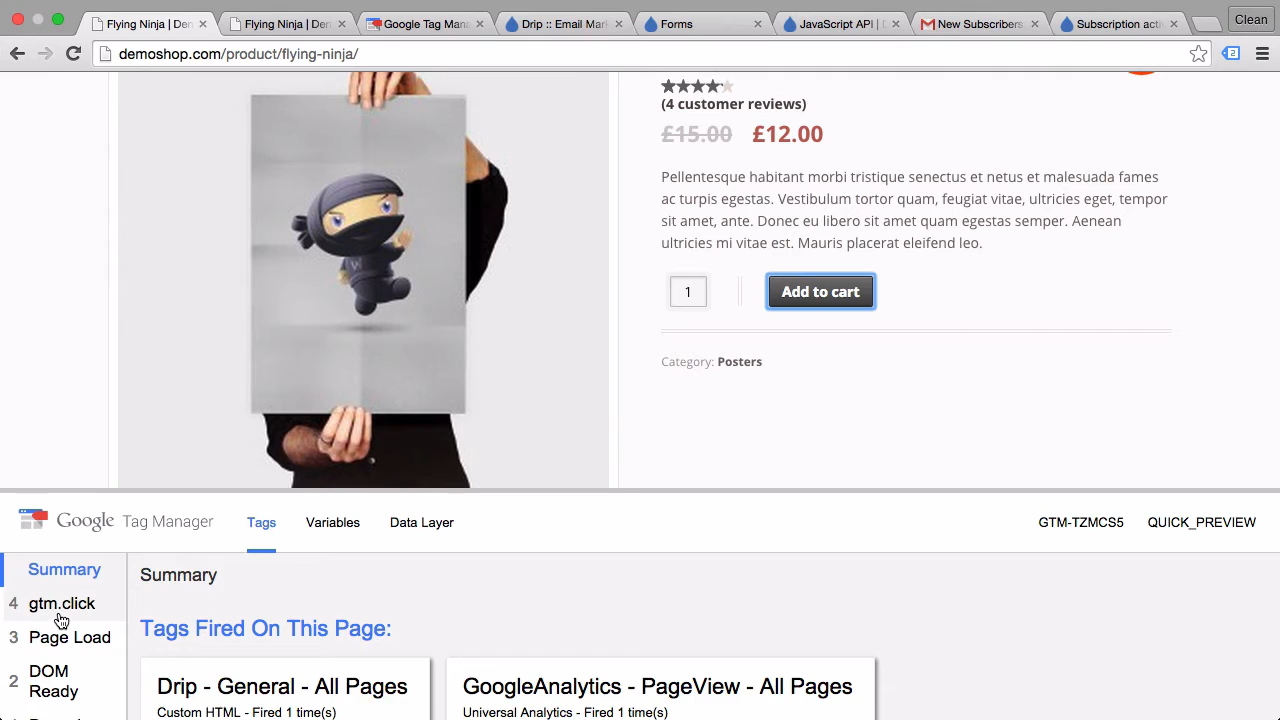 Flying Ninja | Den
Flying Ninja | Den
Google Tag Mana
Drip :: Email Mark
Forms
JavaScript API | D
New Subscribers
Subscription acti
Clean
demoshop.com/product/flying-ninja/
2
(4 customer reviews)
£15.00 £12.00
Pellentesque habitant morbi tristique senectus et netus et malesuada fames
ac turpis egestas. Vestibulum tortor quam, feugiat vitae, ultricies eget, tempor
sit amet, ante. Donec eu libero sit amet quam egestas semper. Aenean
ultricies mi vitae est. Mauris placerat eleifend leo.
1 Add to cart
Category: Posters
W
Google Tag Manager Tags Variables Data Layer GTM-TZMCS5 QUICK_PREVIEW
Summary
4 gtm.click
3 Page Load
2 DOM
Ready
Summary
Tags Fired On This Page:
Drip - General - All Pages
Custom HTML - Fired 1 time(s)
GoogleAnalytics - PageView - All Pages
Universal Analytics - Fired 1 time(s)